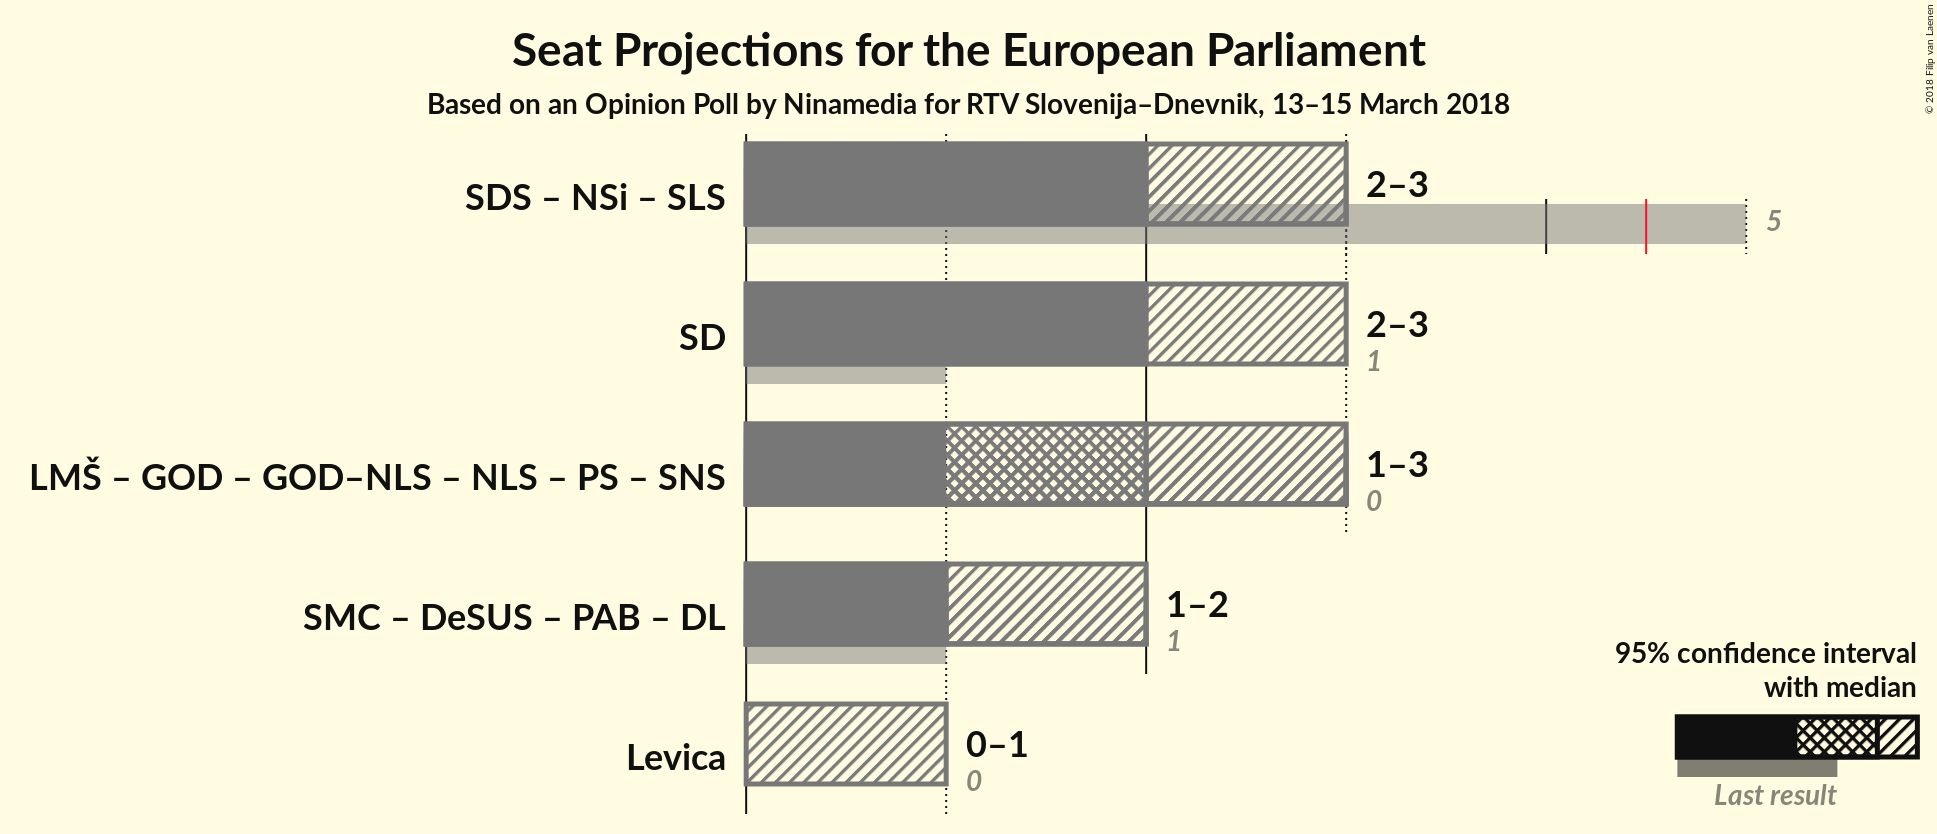 Seat Projections for the European Parliament
Based on an Opinion Poll by Ninamedia for RTV Slovenija–Dnevnik, 13–15 March 2018
© 2018 Filip van Laenen
SDS – NSi – SLS
2–3
5
SD
2–3
1
LMŠ – GOD – GOD–NLS – NLS – PS – SNS
1–3
0
SMC – DeSUS – PAB – DL
1–2
1
Levica
0–1
0
95% confidence interval
with median
Last result